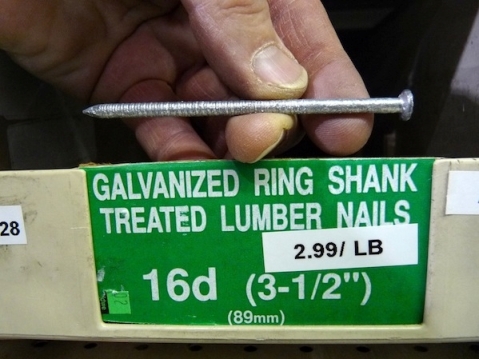 GALVANIZED RING SHANK
TREATED LUMBER NAILS
28
2.99/ LB
16d (3-1/2")
(89mm)